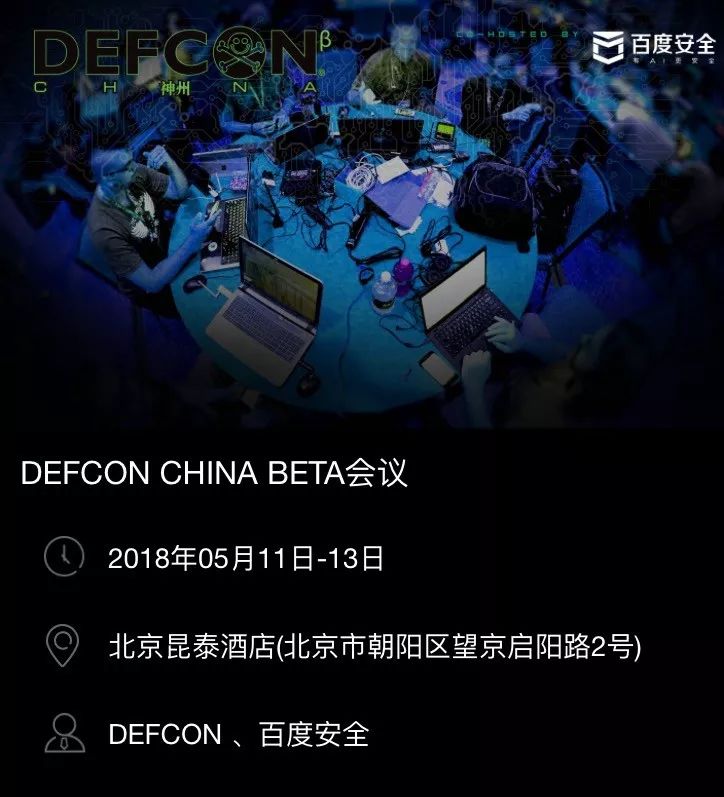 DEFCON β
CHINA 神州
CO-HOSTED BY
百度安全
有AI更安全
DEFCON CHINA BETA会议
2018年05月11日-13日
北京昆泰酒店(北京市朝阳区望京启阳路2号)
DEFCON 、百度安全